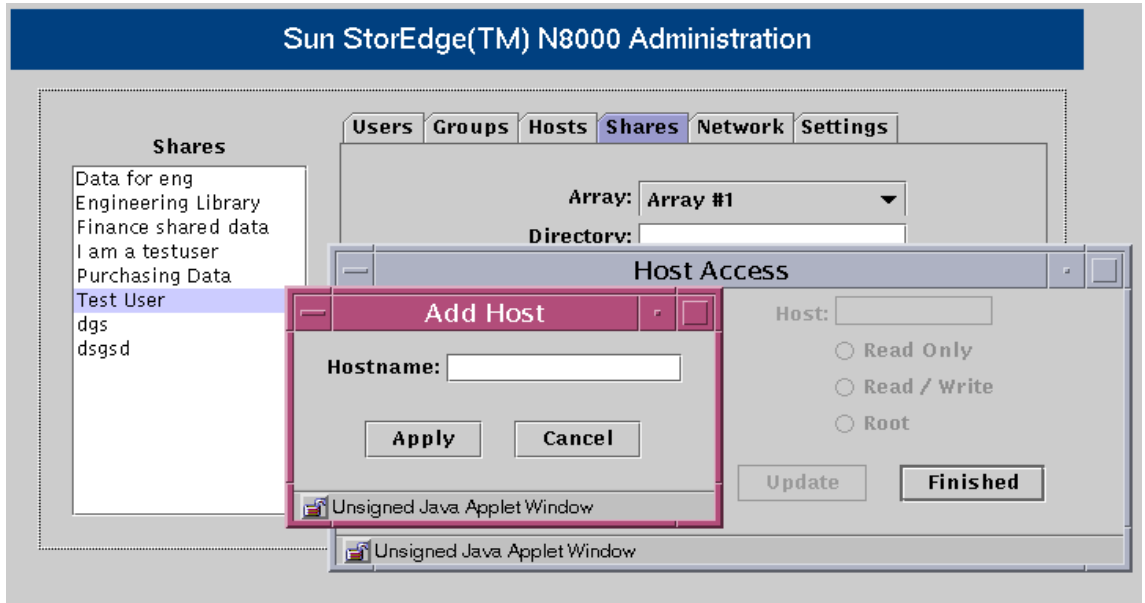 Sun StorEdge(TM) N8000 Administration
Users Groups Hosts Shares Network Settings
Shares
Data for eng
Engineering Library
Finance shared data
I am a testuser
Purchasing Data
Test User
dgs
dsgsd
Array: Array #1
Directory:
Host Access
Add Host
Hostname:
Apply Cancel
Unsigned Java Applet Window
Host:
Read Only
Read / Write
Root
Update Finished
Unsigned Java Applet Window